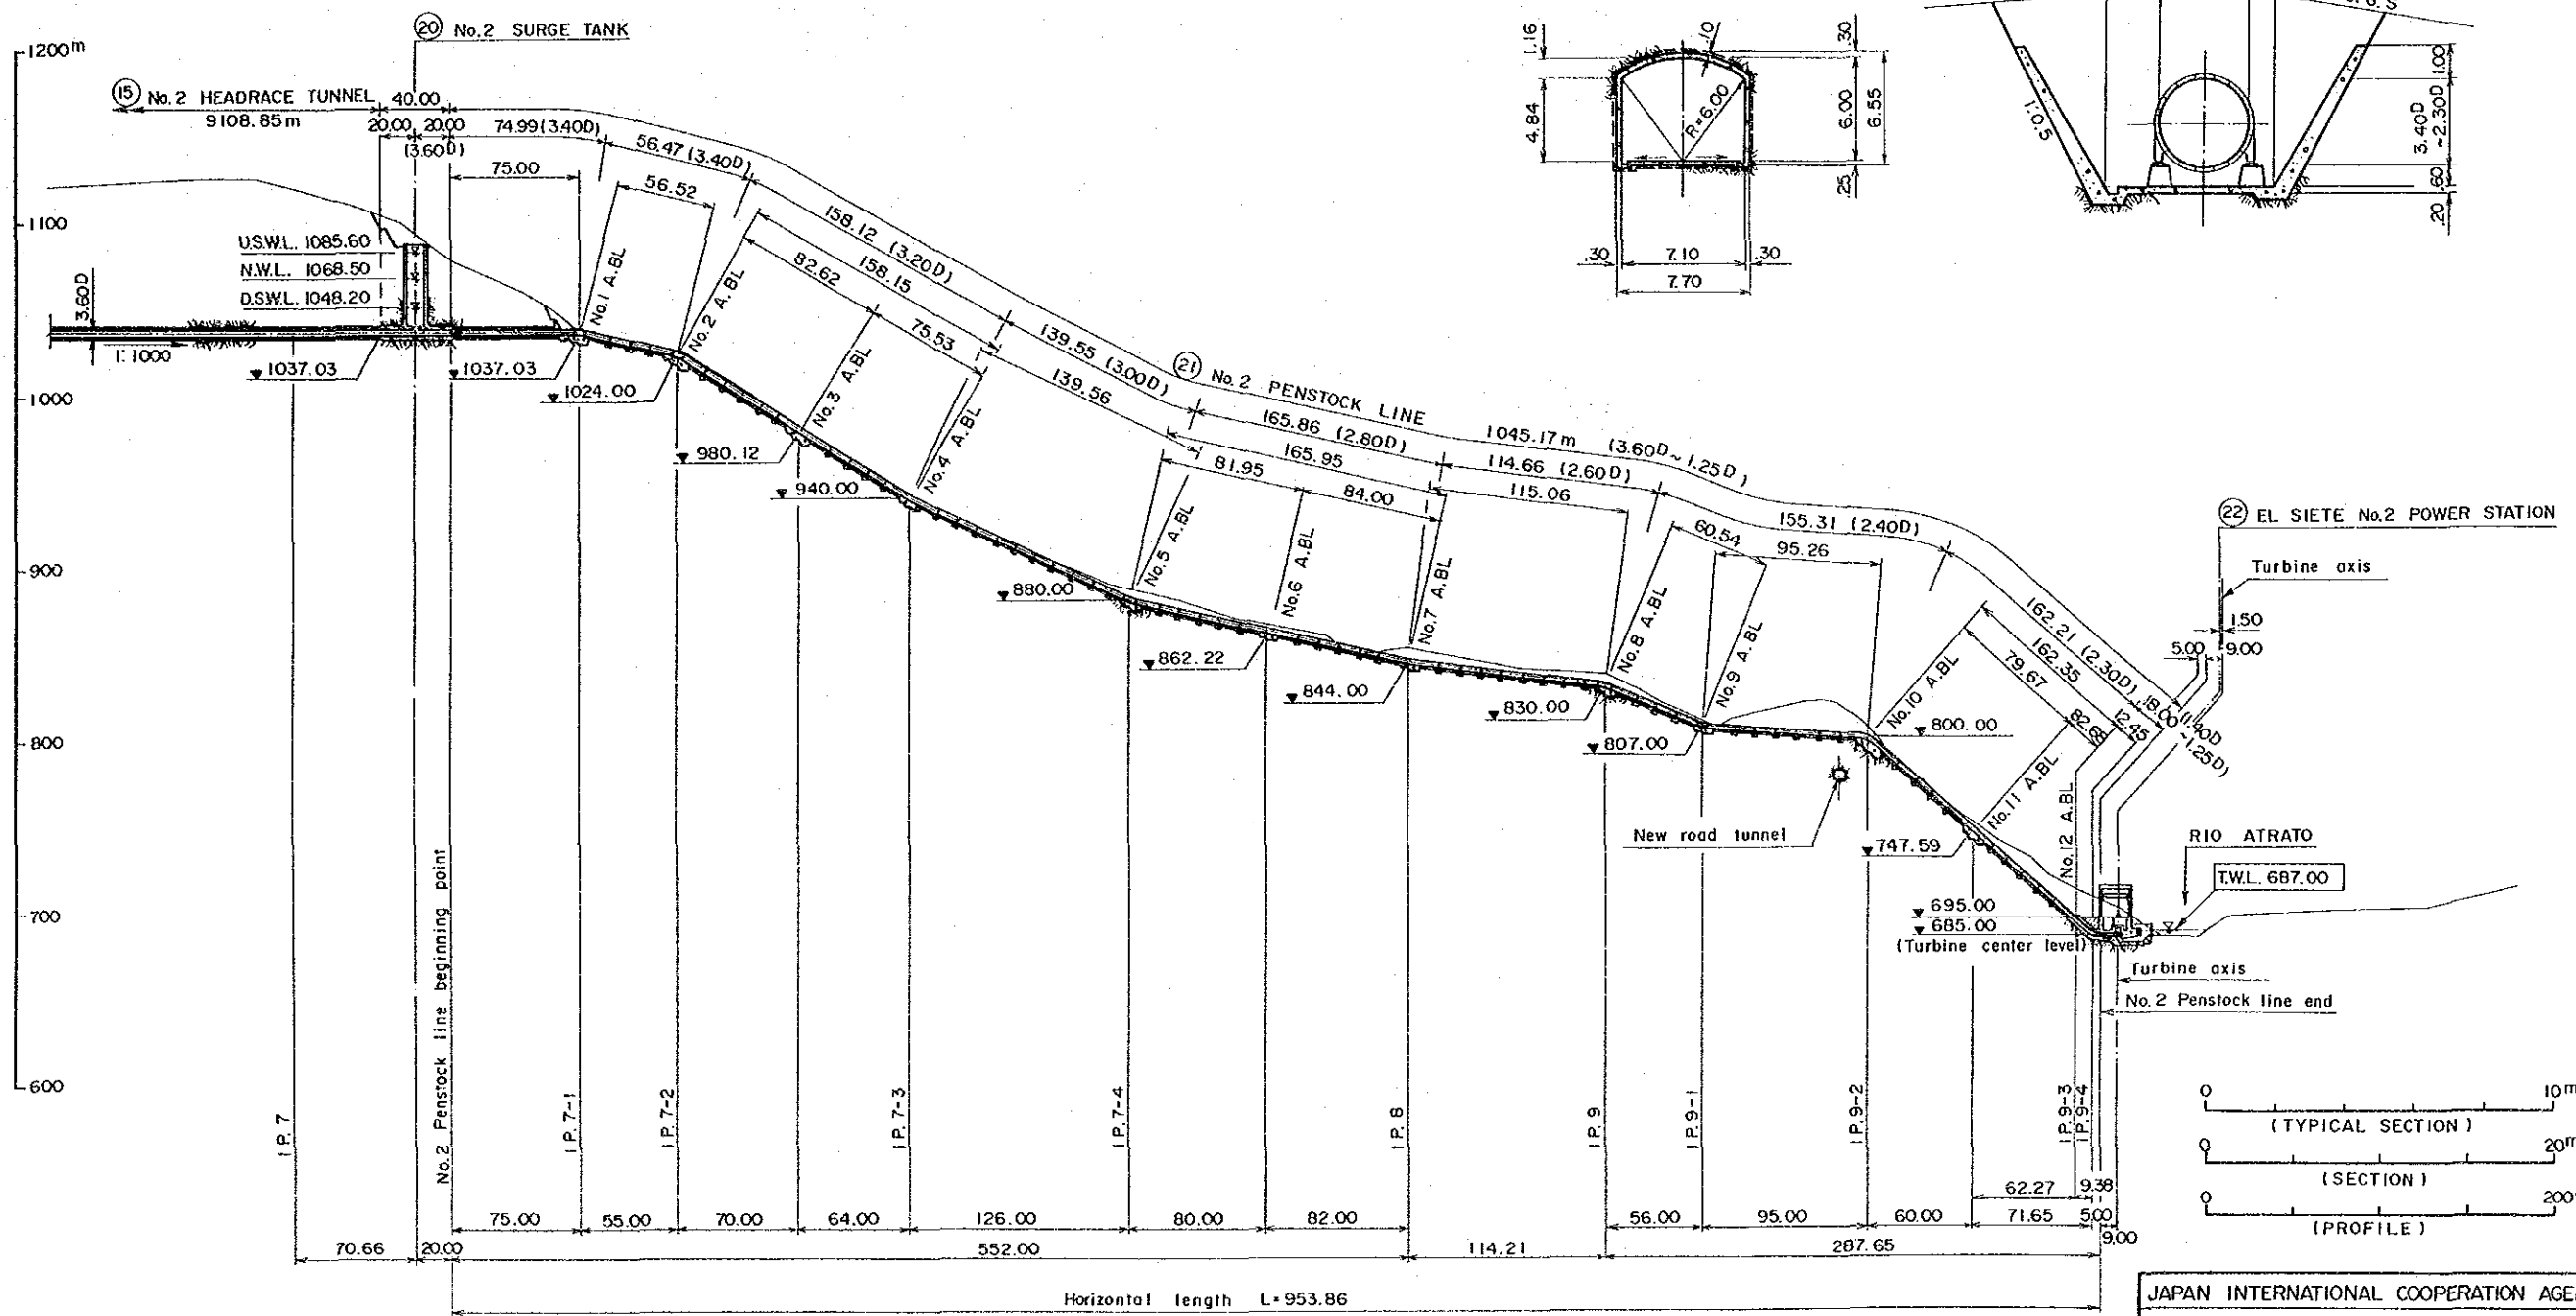 1200m
1100
1000
900
800
700
600
20 No.2 SURGE TANK
15 No.2 HEADRACE TUNNEL
9108.85m
40.00
20.00 20.00
(3.60D)
74.99(3.40D)
75.00
56.47 (3.40D)
56.52
158.12 (3.20D)
158.15
82.62
75.53
139.55 (3.00D)
139.56
21 No.2 PENSTOCK LINE 1045.17m (3.60D~1.25D)
165.86 (2.80D)
165.95
81.95
84.00
114.66 (2.60D)
115.06
155.31 (2.40D)
60.54
95.26
162.21 (2.30D)
162.35
79.67
82.68
18.00 (1.40D ~1.25D)
12.45
U.S.W.L. 1085.60
N.W.L. 1068.50
D.S.W.L. 1048.20
3.60D
1:1000
1037.03
1037.03
1024.00
980.12
940.00
880.00
862.22
844.00
830.00
807.00
800.00
747.59
695.00
685.00
(Turbine center level)
No.1 A.BL
No.2 A.BL
No.3 A.BL
No.4 A.BL
No.5 A.BL
No.6 A.BL
No.7 A.BL
No.8 A.BL
No.9 A.BL
No.10 A.BL
No.11 A.BL
No.12 A.BL
New road tunnel
22 EL SIETE No.2 POWER STATION
Turbine axis
1.50
5.00 9.00
RIO ATRATO
T.W.L. 687.00
Turbine axis
No.2 Penstock line end
1.16
4.84
.10
.30
6.00
6.55
.25
R=6.00
.30 7.10 .30
7.70
1:0.5
1.00
3.40D
~2.30D
.60
.20
I P. 7
No.2 Penstock line beginning point
I P. 7-1
I P. 7-2
I P. 7-3
I P. 7-4
I P. 8
I P. 9
I P. 9-1
I P. 9-2
I P. 9-3
I P. 9-4
62.27 9.38
75.00 55.00 70.00 64.00 126.00 80.00 82.00 56.00 95.00 60.00 71.65 5.00
9.00
70.66 20.00 552.00 114.21 287.65
Horizontal length L=953.86
0 10m
(TYPICAL SECTION)
0 20m
(SECTION)
0 200
(PROFILE)
JAPAN INTERNATIONAL COOPERATION AGE